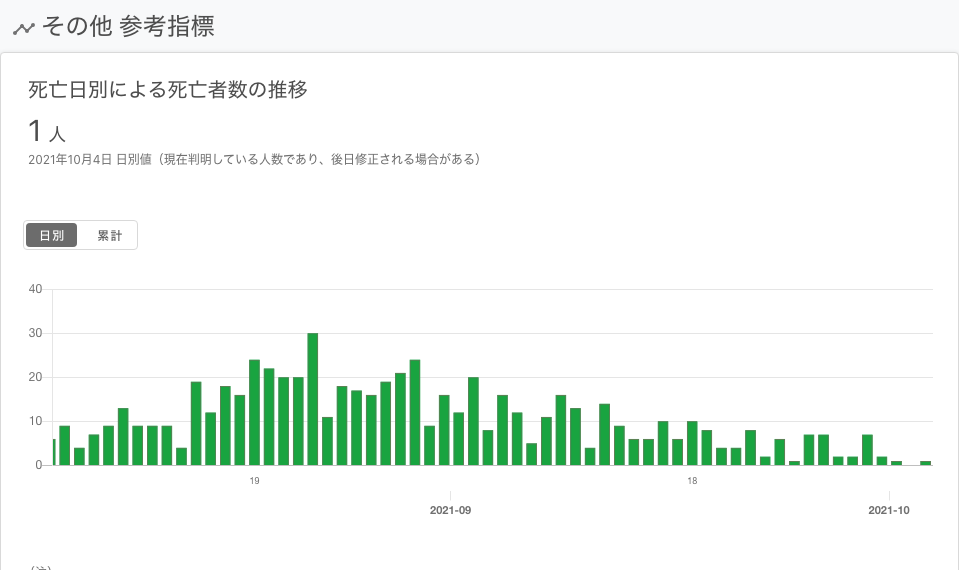 その他 参考指標
死亡日別による死亡者数の推移
1 人
2021年10月4日 日別値（現在判明している人数であり、後日修正される場合がある）
日別 累計
40
30
20
10
0
19 18
2021-09 2021-10